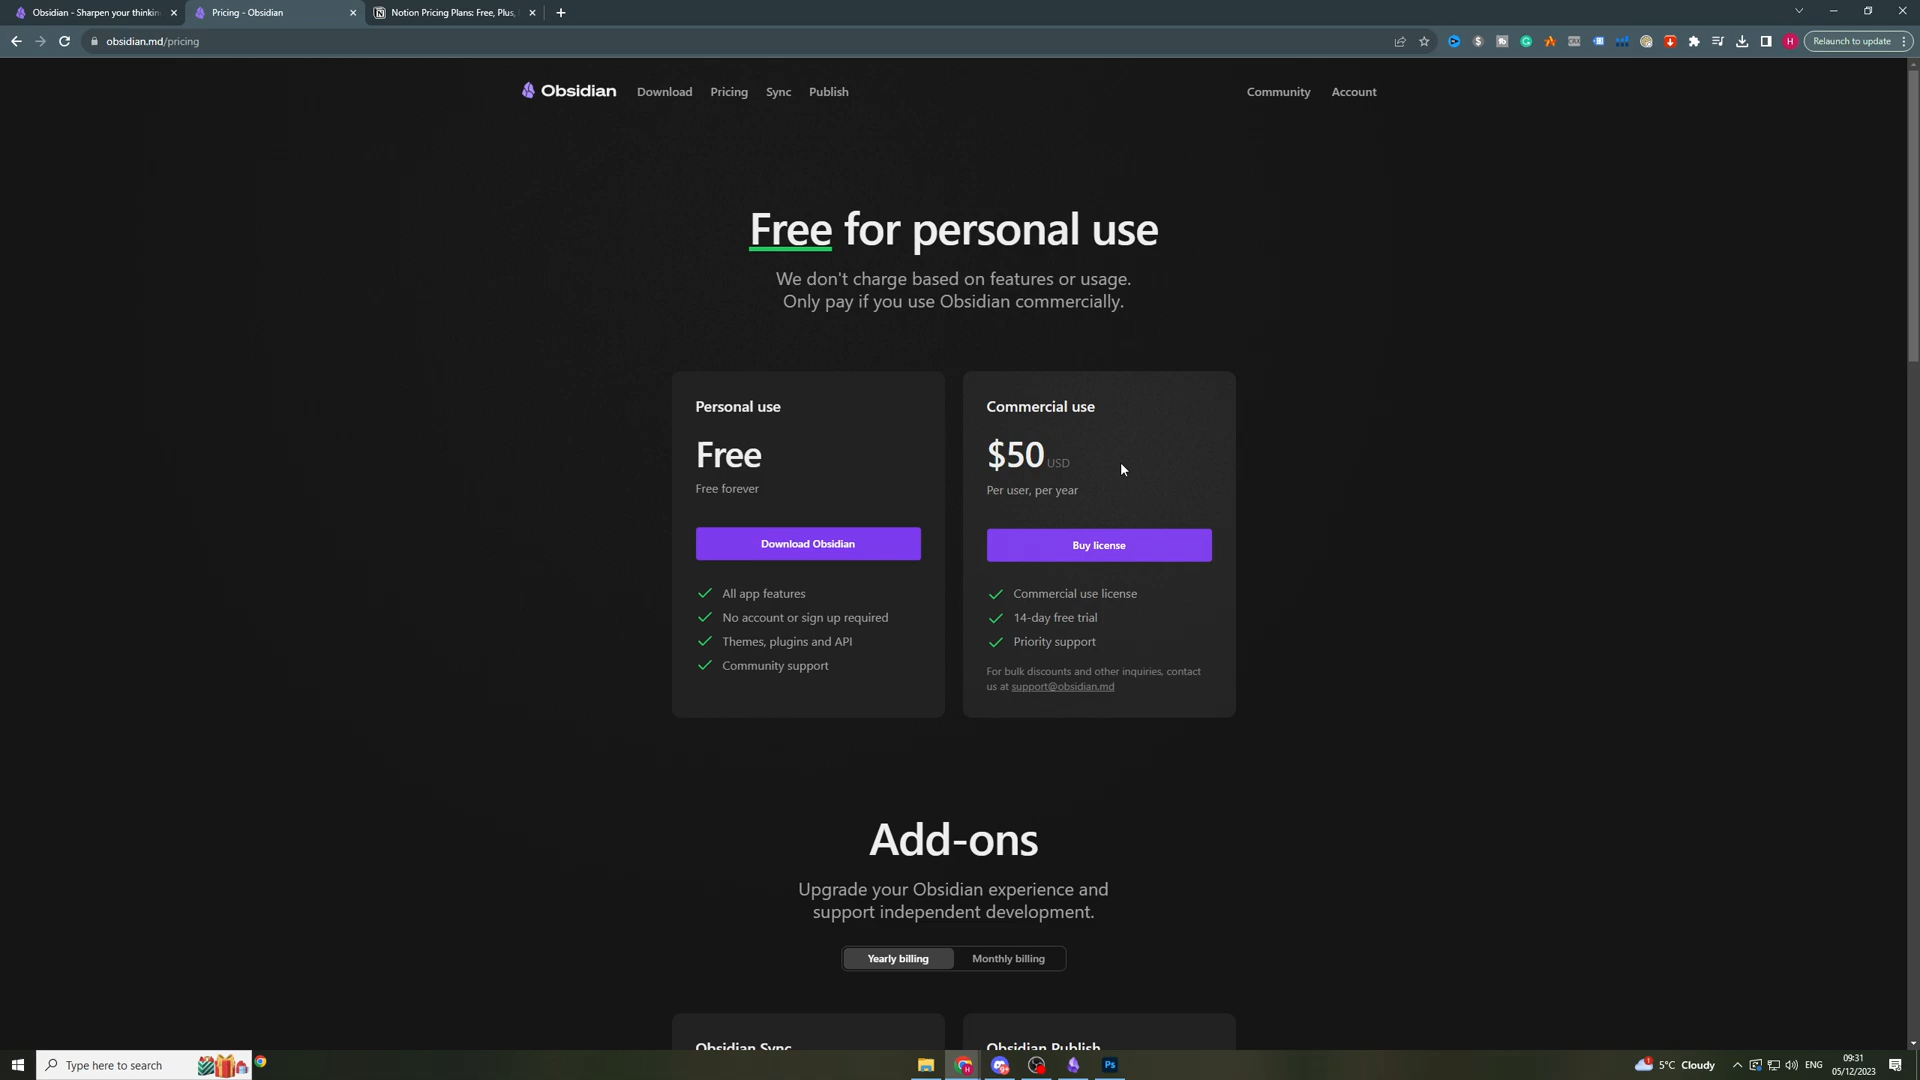 Obsidian - Sharpen your thinkin
Pricing - Obsidian
Notion Pricing Plans: Free, Plus,
obsidian.md/pricing
H
Relaunch to update
Obsidian
Download
Pricing
Sync
Publish
Community
Account
Free for personal use
We don't charge based on features or usage.
Only pay if you use Obsidian commercially.
Personal use
Free
Free forever
Download Obsidian
All app features
No account or sign up required
Themes, plugins and API
Community support
Commercial use
$50 USD
Per user, per year
Buy license
Commercial use license
14-day free trial
Priority support
For bulk discounts and other inquiries, contact
us at support@obsidian.md
Add-ons
Upgrade your Obsidian experience and
support independent development.
Yearly billing
Monthly billing
Obsidian Sync
Obsidian Publish
Type here to search
Ps
5°C Cloudy
ENG
09:31
05/12/2023